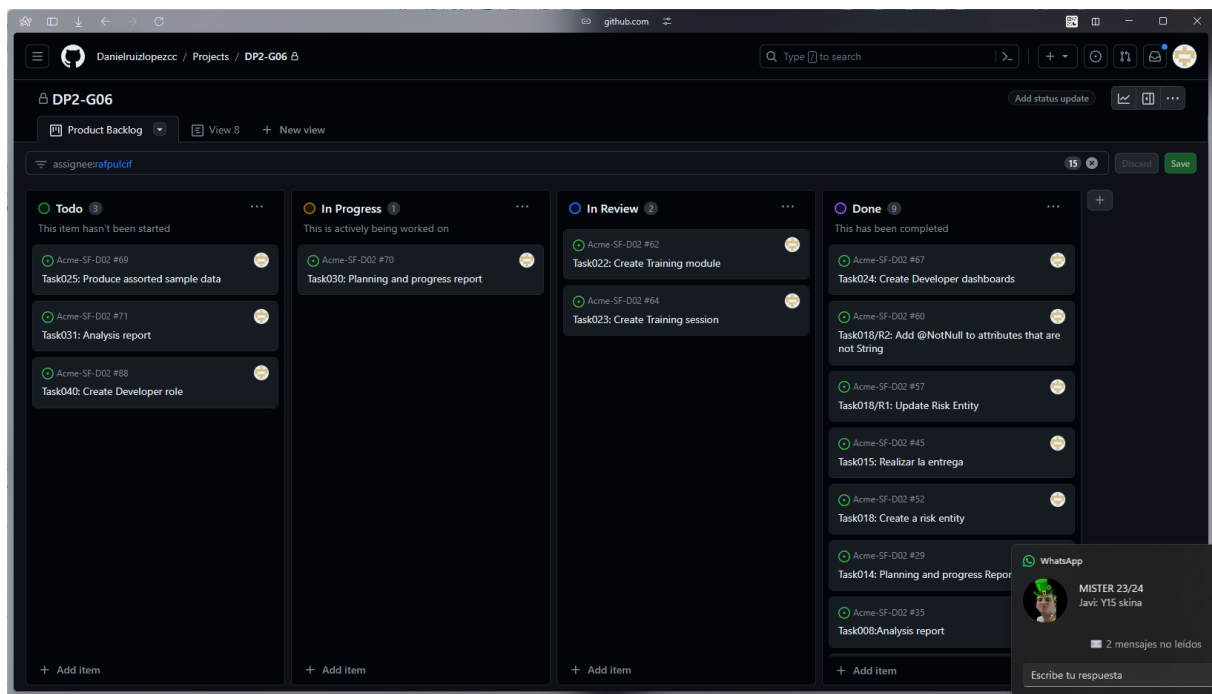 github.com
Danielruizlopezcc / Projects / DP2-G06
Type / to search
DP2-G06
Add status update
Product Backlog
View 8
+ New view
assignee:rafpulcif
15
Discard
Save
Todo 3
This item hasn't been started
Acme-SF-D02 #69
Task025: Produce assorted sample data
Acme-SF-D02 #71
Task031: Analysis report
Acme-SF-D02 #88
Task040: Create Developer role
+ Add item
In Progress 1
This is actively being worked on
Acme-SF-D02 #70
Task030: Planning and progress report
+ Add item
In Review 2
Acme-SF-D02 #62
Task022: Create Training module
Acme-SF-D02 #64
Task023: Create Training session
+ Add item
Done 9
This has been completed
Acme-SF-D02 #67
Task024: Create Developer dashboards
Acme-SF-D02 #60
Task018/R2: Add @NotNull to attributes that are
not String
Acme-SF-D02 #57
Task018/R1: Update Risk Entity
Acme-SF-D02 #45
Task015: Realizar la entrega
Acme-SF-D02 #52
Task018: Create a risk entity
Acme-SF-D02 #29
Task014: Planning and progress Repor
Acme-SF-D02 #35
Task008:Analysis report
+ Add item
WhatsApp
MISTER 23/24
Javi: Y15 skina
2 mensajes no leídos
Escribe tu respuesta